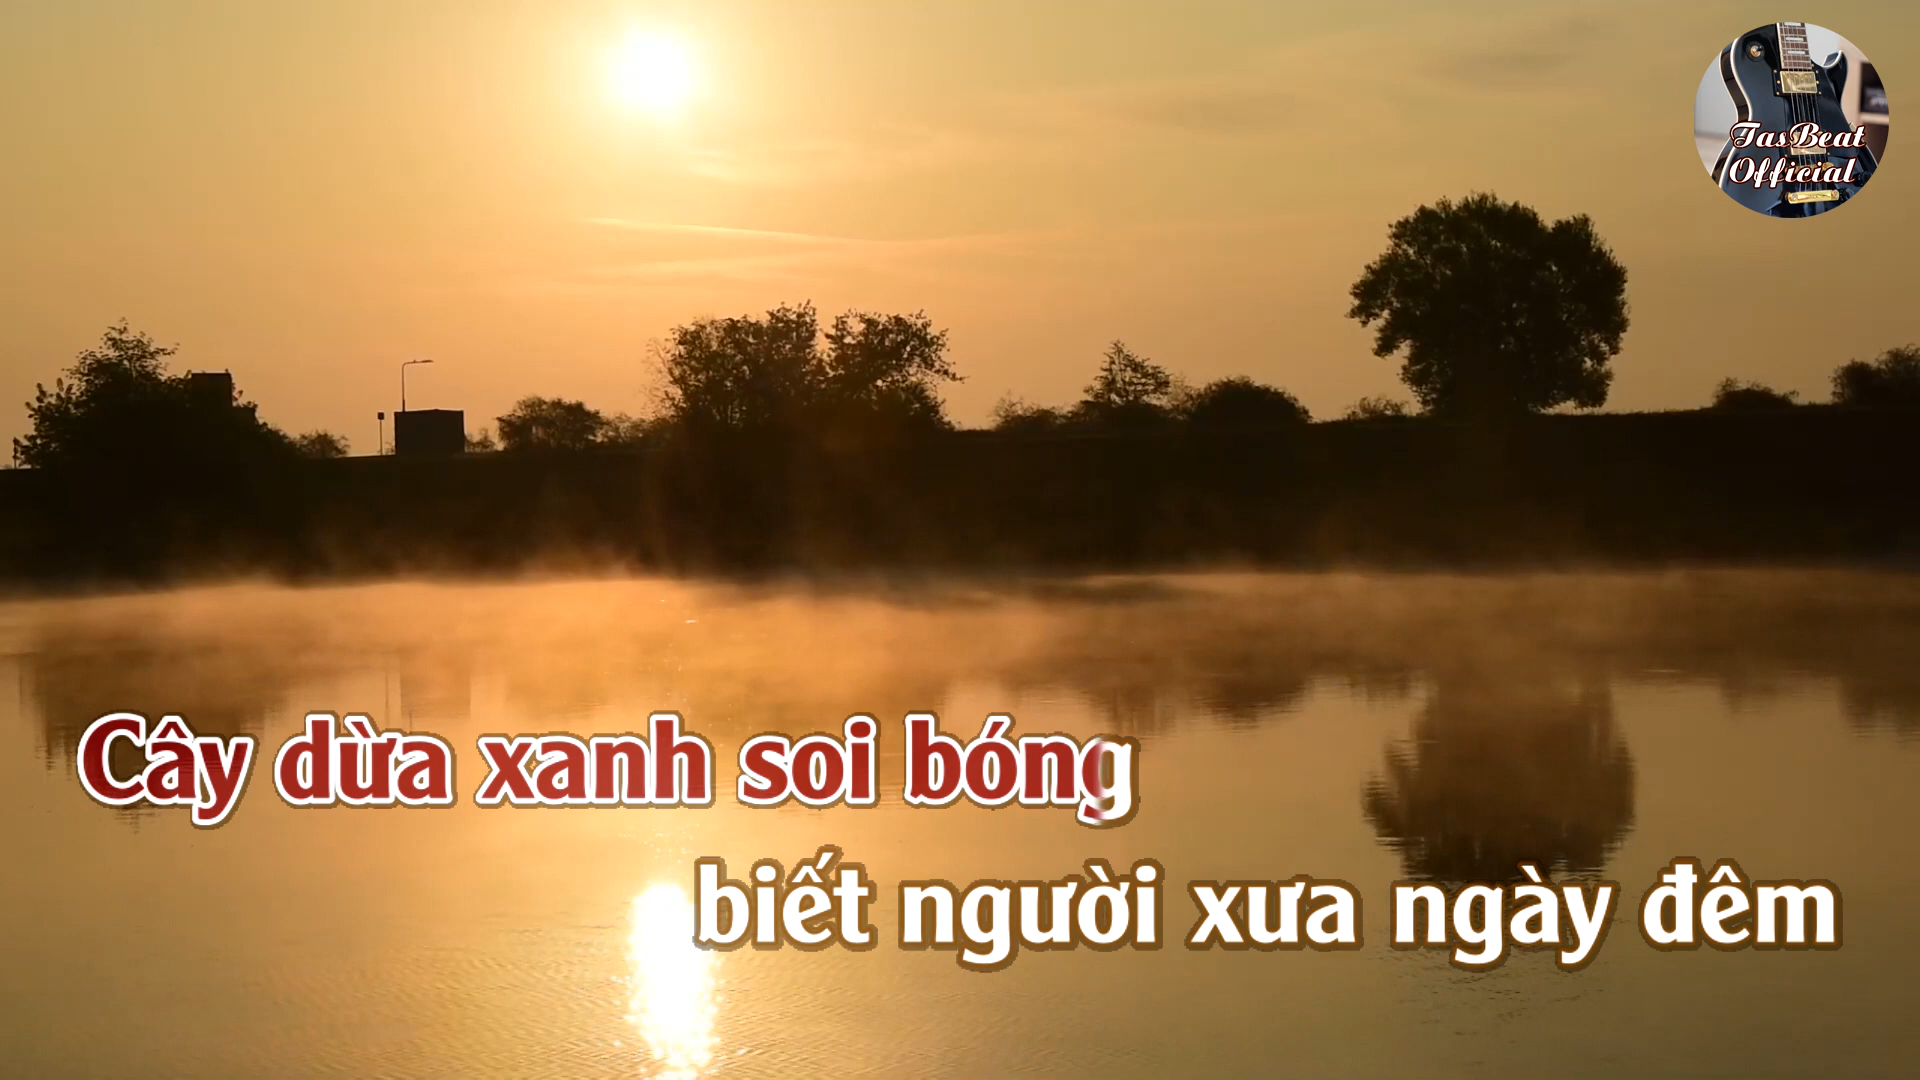 TasBeat
Official
Cây dừa xanh soi bóng
biết người xưa ngày đêm